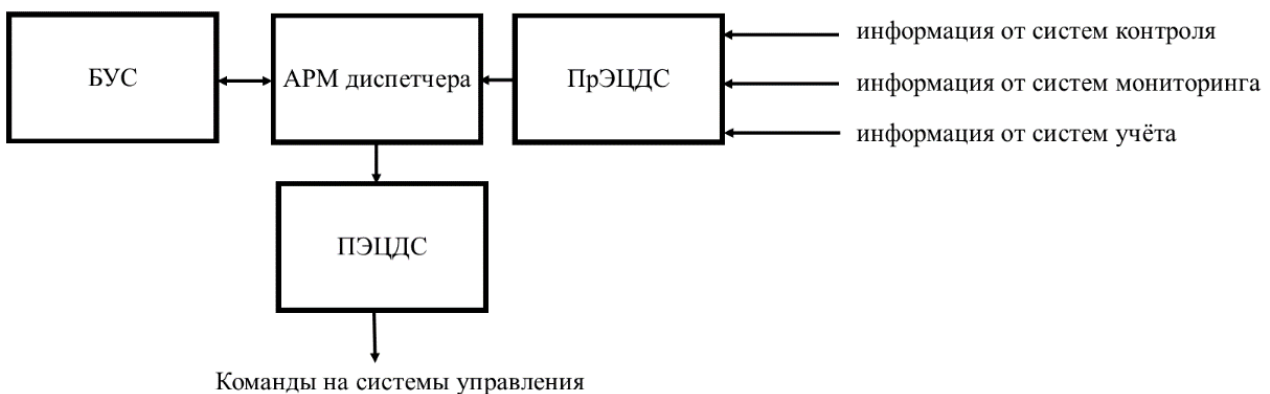 информация от систем контроля
БУС
АРМ диспетчера
ПрЭЦДС
информация от систем мониторинга
информация от систем учёта
ПЭЦДС
Команды на системы управления